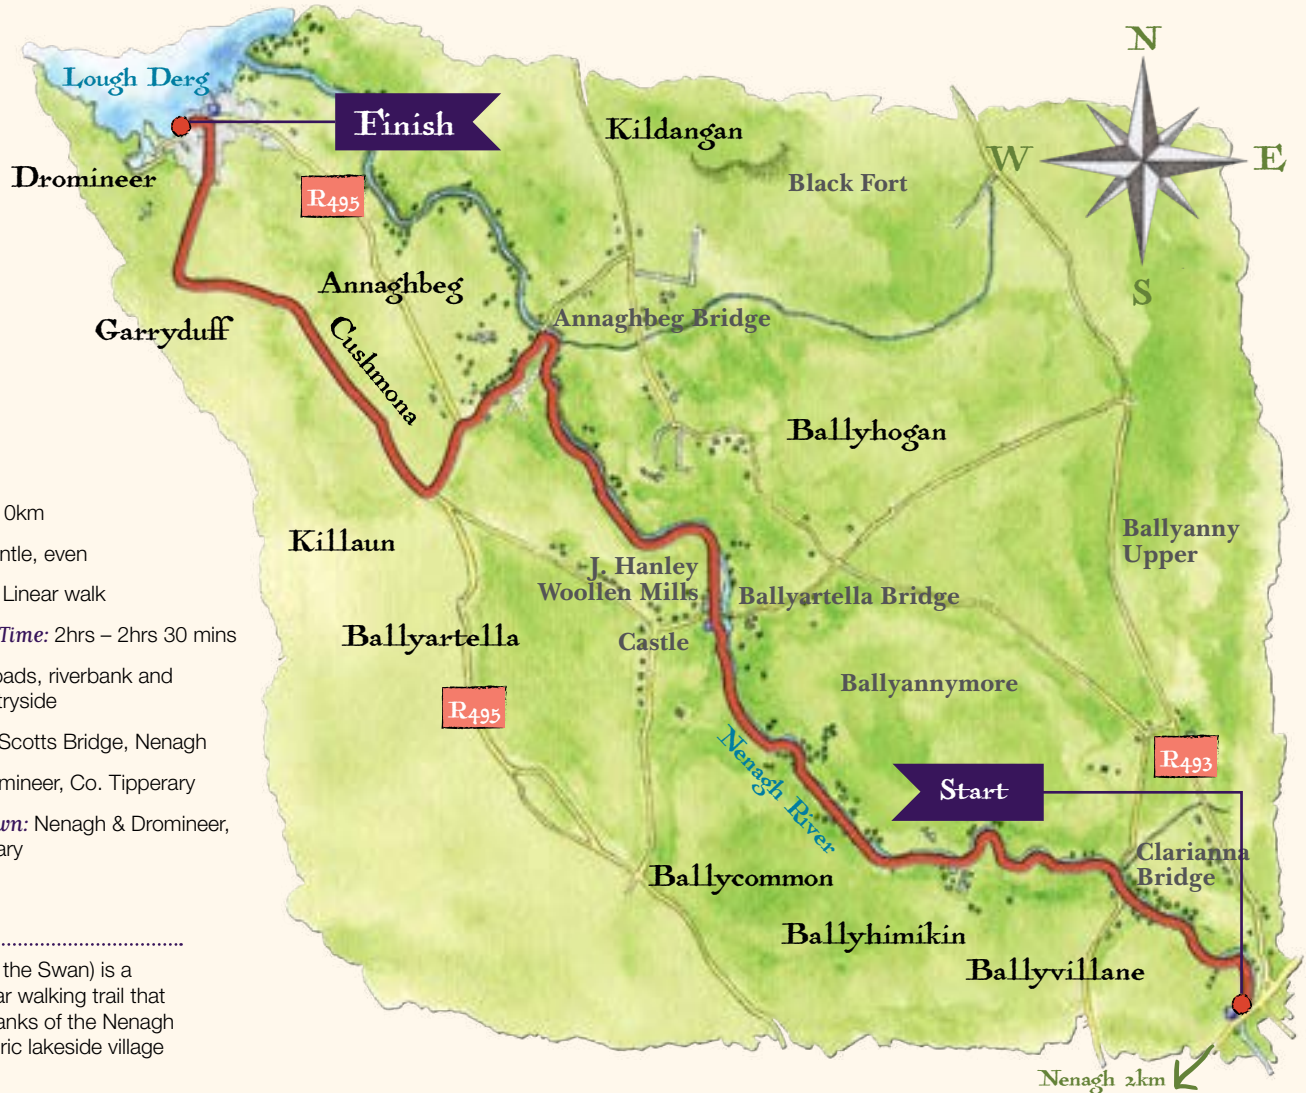 N
Lough Derg
Finish
Kildangan
W
E
Dromineer
R495
Black Fort
Annaghbeg
S
Garryduff
Cushmona
Annaghbeg Bridge
Ballyhogan
0km
ntle, even
Linear walk
Time: 2hrs – 2hrs 30 mins
oads, riverbank and
tryside
Scotts Bridge, Nenagh
mineer, Co. Tipperary
wn: Nenagh & Dromineer,
ary
Killaun
Ballyanny
Upper
J. Hanley
Woollen Mills
Ballyartella Bridge
Ballyartella
Castle
Ballyannymore
R495
Nenagh River
R493
Start
Clarianna
Bridge
Ballycommon
Ballyhimikin
Ballyvillane
the Swan) is a
ar walking trail that
anks of the Nenagh
ric lakeside village
Nenagh 2km